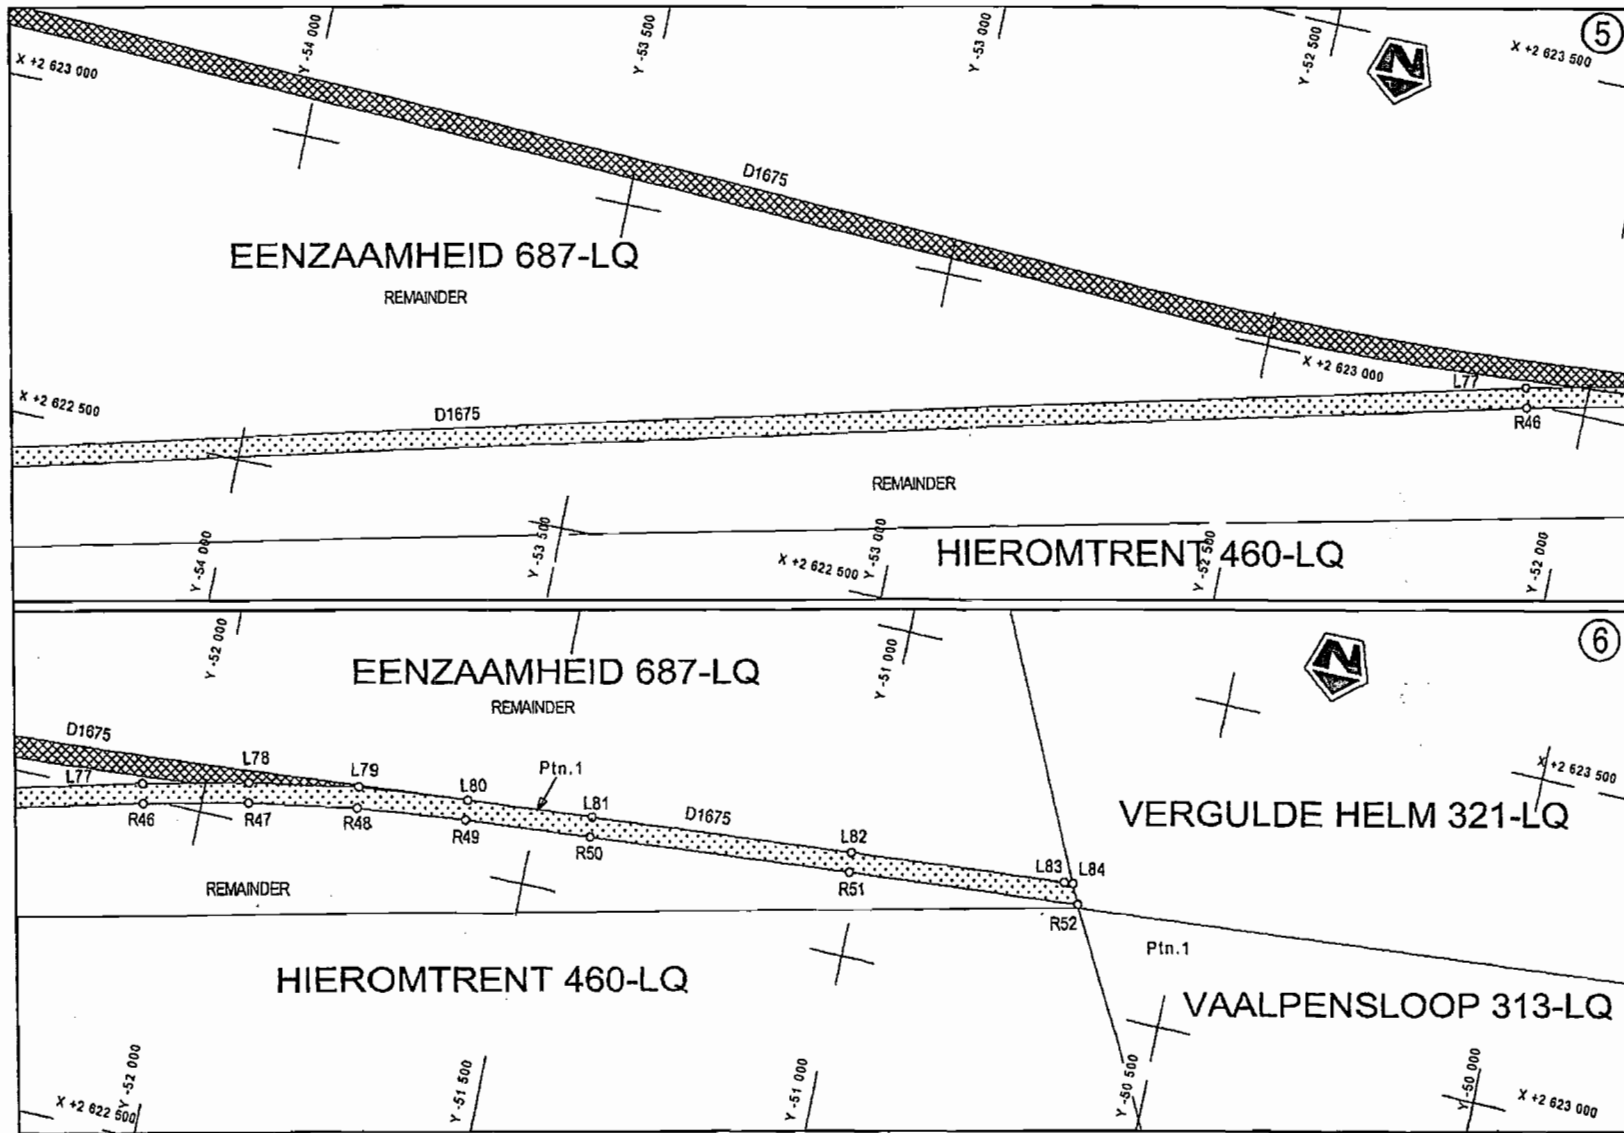 Y -54 000
Y -53 500
Y -53 000
Y -52 500
X +2 623 500
5
X +2 623 000
N
D1675
EENZAAMHEID 687-LQ
REMAINDER
X +2 623 000
L77
X +2 622 500
D1675
R46
REMAINDER
Y -54 000
Y -53 500
X +2 622 500
Y -53 000
HIEROMTRENT 460-LQ
Y -52 500
Y -52 000
Y -52 000
EENZAAMHEID 687-LQ
Y -51 000
N
6
REMAINDER
D1675
L77
L78
L79
L80
Ptn.1
L81
D1675
X +2 623 500
R46
R47
R48
R49
R50
VERGULDE HELM 321-LQ
L82
L83
L84
REMAINDER
R51
R52
Ptn.1
HIEROMTRENT 460-LQ
VAALPENSLOOP 313-LQ
X +2 622 500
Y -52 000
Y -51 500
Y -51 000
Y -50 500
Y -50 000
X +2 623 000